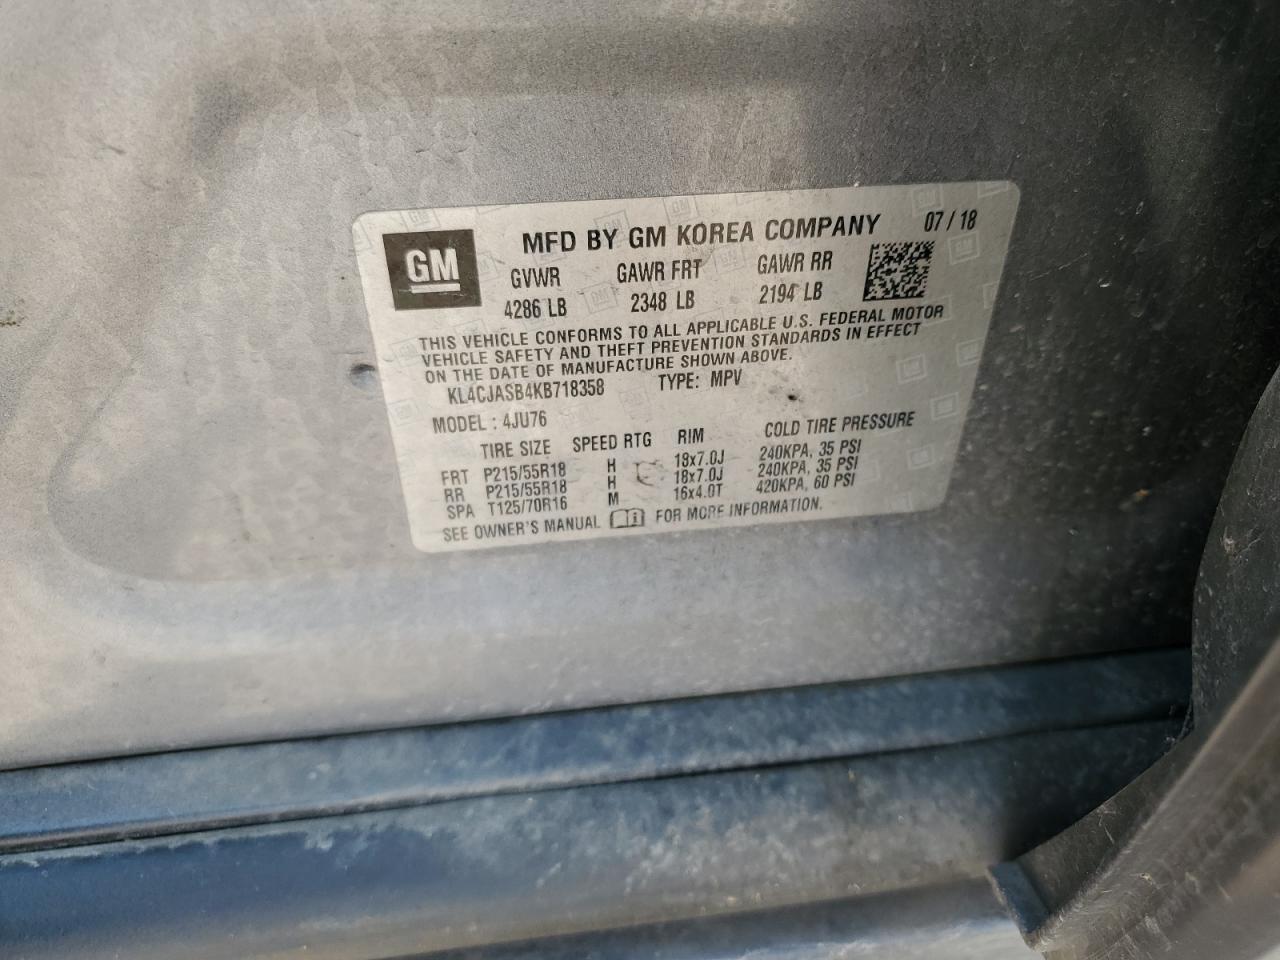 MFD BY GM KOREA COMPANY 07 / 18
GM
GVWR GAWR FRT GAWR RR
4286 LB 2348 LB 2194 LB
THIS VEHICLE CONFORMS TO ALL APPLICABLE U.S. FEDERAL MOTOR
VEHICLE SAFETY AND THEFT PREVENTION STANDARDS IN EFFECT
ON THE DATE OF MANUFACTURE SHOWN ABOVE.
KL4CJASB4KB718358 TYPE: MPV
MODEL : 4JU76
TIRE SIZE SPEED RTG RIM COLD TIRE PRESSURE
FRT P215/55R18 H 18x7.0J 240KPA, 35 PSI
RR P215/55R18 H 18x7.0J 240KPA, 35 PSI
SPA T125/70R16 M 16x4.0T 420KPA, 60 PSI
SEE OWNER'S MANUAL FOR MORE INFORMATION.